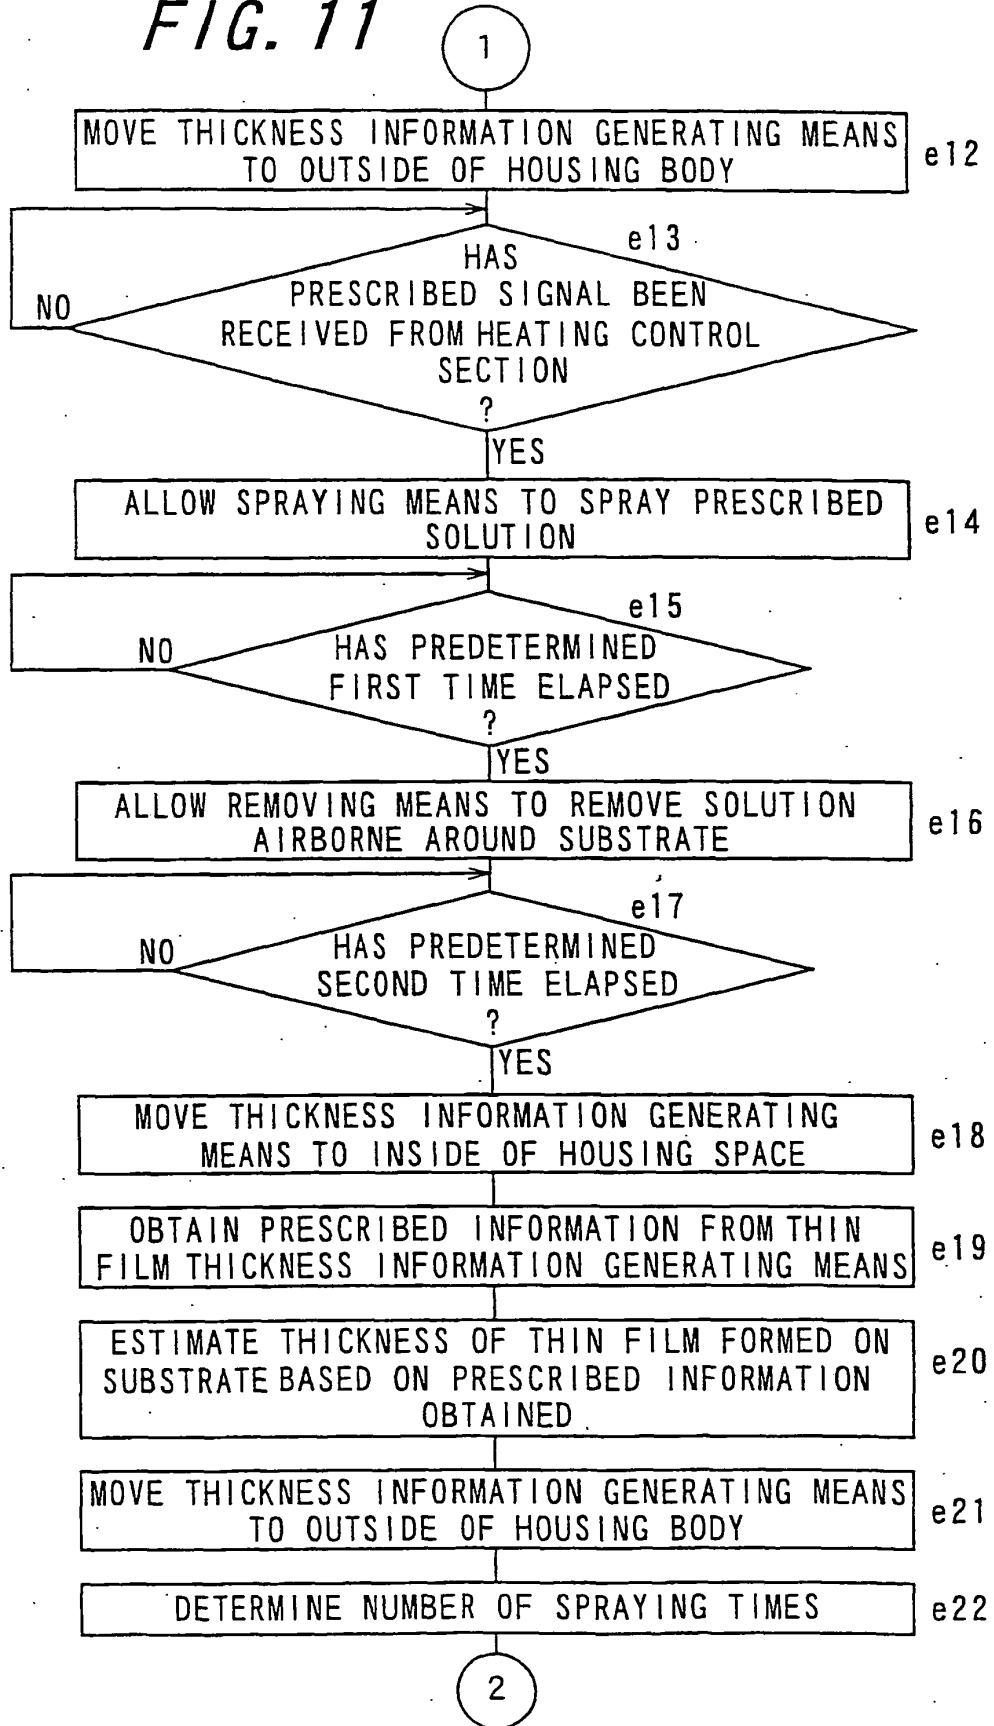 FIG. 11
1
MOVE THICKNESS INFORMATION GENERATING MEANS
TO OUTSIDE OF HOUSING BODY
e12
e13
HAS
PRESCRIBED SIGNAL BEEN
RECEIVED FROM HEATING CONTROL
SECTION
?
NO
YES
ALLOW SPRAYING MEANS TO SPRAY PRESCRIBED
SOLUTION
e14
e15
HAS PREDETERMINED
FIRST TIME ELAPSED
?
NO
YES
ALLOW REMOVING MEANS TO REMOVE SOLUTION
AIRBORNE AROUND SUBSTRATE
e16
e17
HAS PREDETERMINED
SECOND TIME ELAPSED
?
NO
YES
MOVE THICKNESS INFORMATION GENERATING
MEANS TO INSIDE OF HOUSING SPACE
e18
OBTAIN PRESCRIBED INFORMATION FROM THIN
FILM THICKNESS INFORMATION GENERATING MEANS
e19
ESTIMATE THICKNESS OF THIN FILM FORMED ON
SUBSTRATE BASED ON PRESCRIBED INFORMATION
OBTAINED
e20
MOVE THICKNESS INFORMATION GENERATING MEANS
TO OUTSIDE OF HOUSING BODY
e21
DETERMINE NUMBER OF SPRAYING TIMES
e22
2